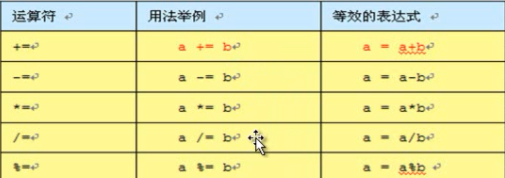 运算符 用法举例 等效的表达式
+= a += b a = a+b
-= a -= b a = a-b
*= a *= b a = a*b
/= a /= b a = a/b
%= a %= b a = a%b